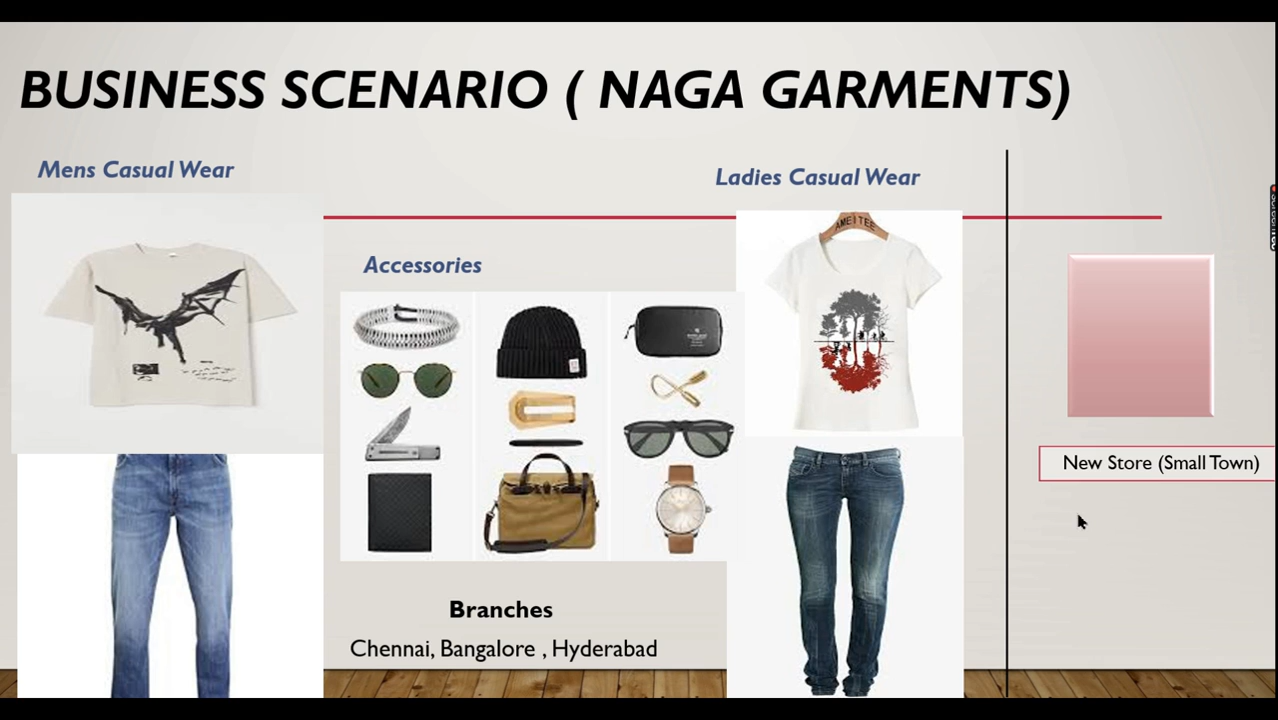 BUSINESS SCENARIO ( NAGA GARMENTS)
Mens Casual Wear
Ladies Casual Wear
AMEITEE
Accessories
New Store (Small Town)
Branches
Chennai, Bangalore , Hyderabad